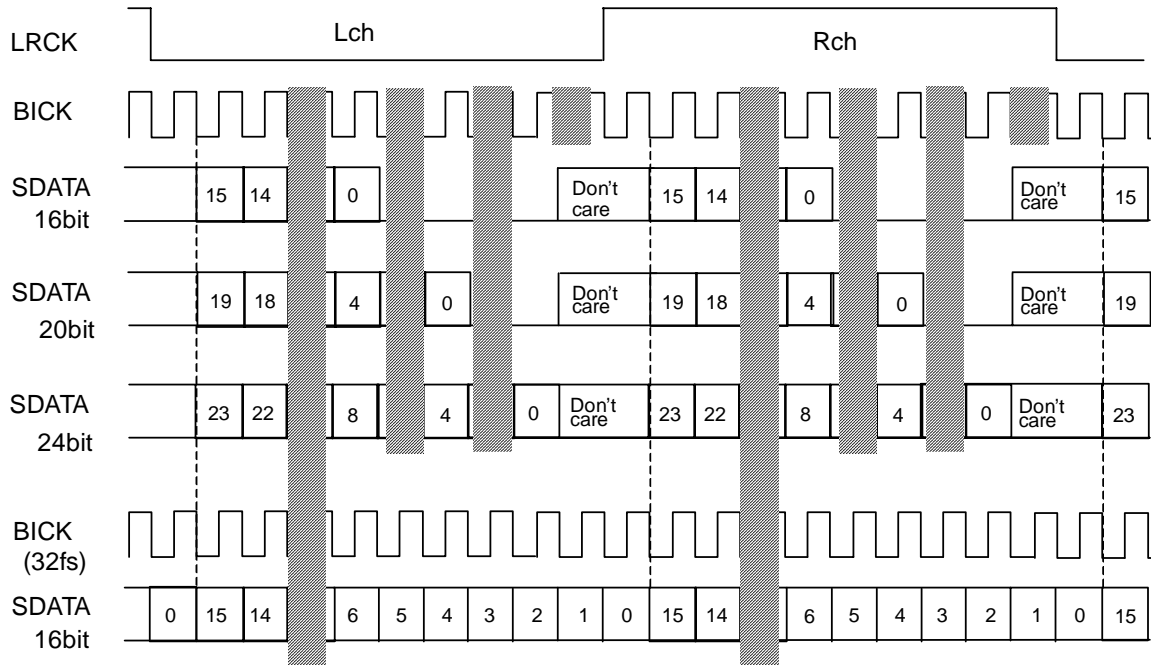 LRCK Lch Rch
BICK
SDATA 15 14 0 Don't 15 14 0 Don't 15
16bit care care
SDATA 19 18 4 0 Don't 19 18 4 0 Don't 19
20bit care care
SDATA 23 22 8 4 0 Don't 23 22 8 4 0 Don't 23
24bit care care
BICK
(32fs)
SDATA 0 15 14 6 5 4 3 2 1 0 15 14 6 5 4 3 2 1 0 15
16bit